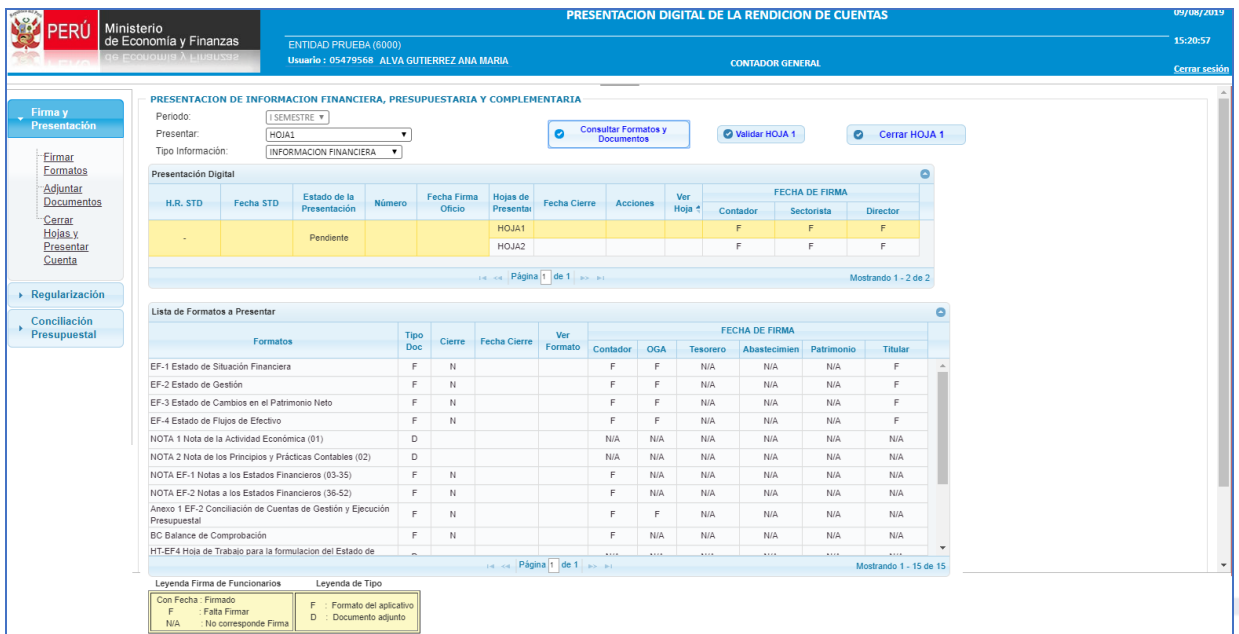 PERÚ
Ministerio
de Economía y Finanzas
PRESENTACION DIGITAL DE LA RENDICION DE CUENTAS
09/08/2019
ENTIDAD PRUEBA (6000)
15:20:57
Usuario : 05479568 ALVA GUTIERREZ ANA MARIA
CONTADOR GENERAL
Cerrar sesión
Firma y
Presentación
Firmar
Formatos
Adjuntar
Documentos
Cerrar
Hojas y
Presentar
Cuenta
Regularización
Conciliación
Presupuestal
PRESENTACION DE INFORMACION FINANCIERA, PRESUPUESTARIA Y COMPLEMENTARIA
Periodo: I SEMESTRE
Presentar: HOJA1
Tipo Información: INFORMACION FINANCIERA
Consultar Formatos y
Documentos
Validar HOJA 1
Cerrar HOJA 1
Presentación Digital
H.R. STD Fecha STD Estado de la Presentación Número Fecha Firma Oficio Hojas de Presentac Fecha Cierre Acciones Ver Hoja FECHA DE FIRMA
Contador Sectorista Director
- Pendiente HOJA1 F F F
HOJA2 F F F
Página 1 de 1
Mostrando 1 - 2 de 2
Lista de Formatos a Presentar
Formatos Tipo Doc Cierre Fecha Cierre Ver Formato FECHA DE FIRMA
Contador OGA Tesorero Abastecimien Patrimonio Titular
EF-1 Estado de Situación Financiera F N F F N/A N/A N/A F
EF-2 Estado de Gestión F N F F N/A N/A N/A F
EF-3 Estado de Cambios en el Patrimonio Neto F N F F N/A N/A N/A F
EF-4 Estado de Flujos de Efectivo F N F F N/A N/A N/A F
NOTA 1 Nota de la Actividad Económica (01) D N/A N/A N/A N/A N/A N/A
NOTA 2 Nota de los Principios y Prácticas Contables (02) D N/A N/A N/A N/A N/A N/A
NOTA EF-1 Notas a los Estados Financieros (03-35) F N F N/A N/A N/A N/A N/A
NOTA EF-2 Notas a los Estados Financieros (36-52) F N F N/A N/A N/A N/A N/A
Anexo 1 EF-2 Conciliación de Cuentas de Gestión y Ejecución
Presupuestal F N F F N/A N/A N/A N/A
BC Balance de Comprobación F N F N/A N/A N/A N/A N/A
HT-EF4 Hoja de Trabajo para la formulacion del Estado de
Página 1 de 1
Mostrando 1 - 15 de 15
Leyenda Firma de Funcionarios
Con Fecha : Firmado
F : Falta Firmar
N/A : No corresponde Firma
Leyenda de Tipo
F : Formato del aplicativo
D : Documento adjunto